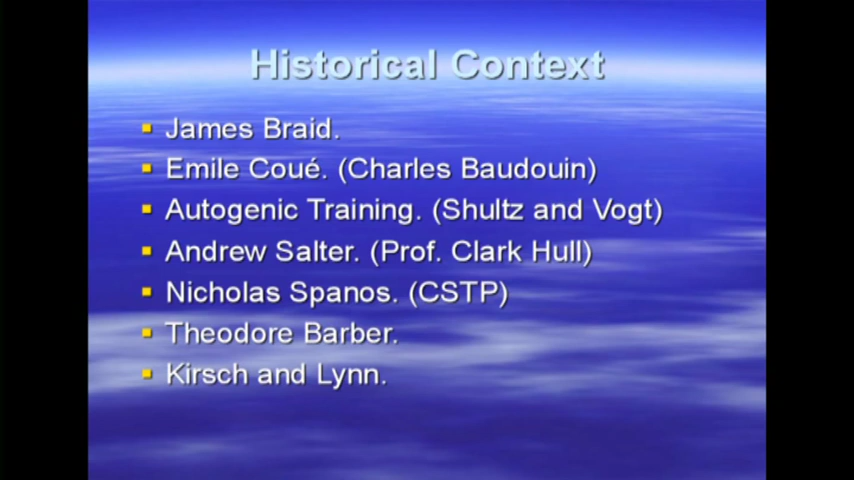 Historical Context
James Braid.
Emile Coué. (Charles Baudouin)
Autogenic Training. (Shultz and Vogt)
Andrew Salter. (Prof. Clark Hull)
Nicholas Spanos. (CSTP)
Theodore Barber.
Kirsch and Lynn.